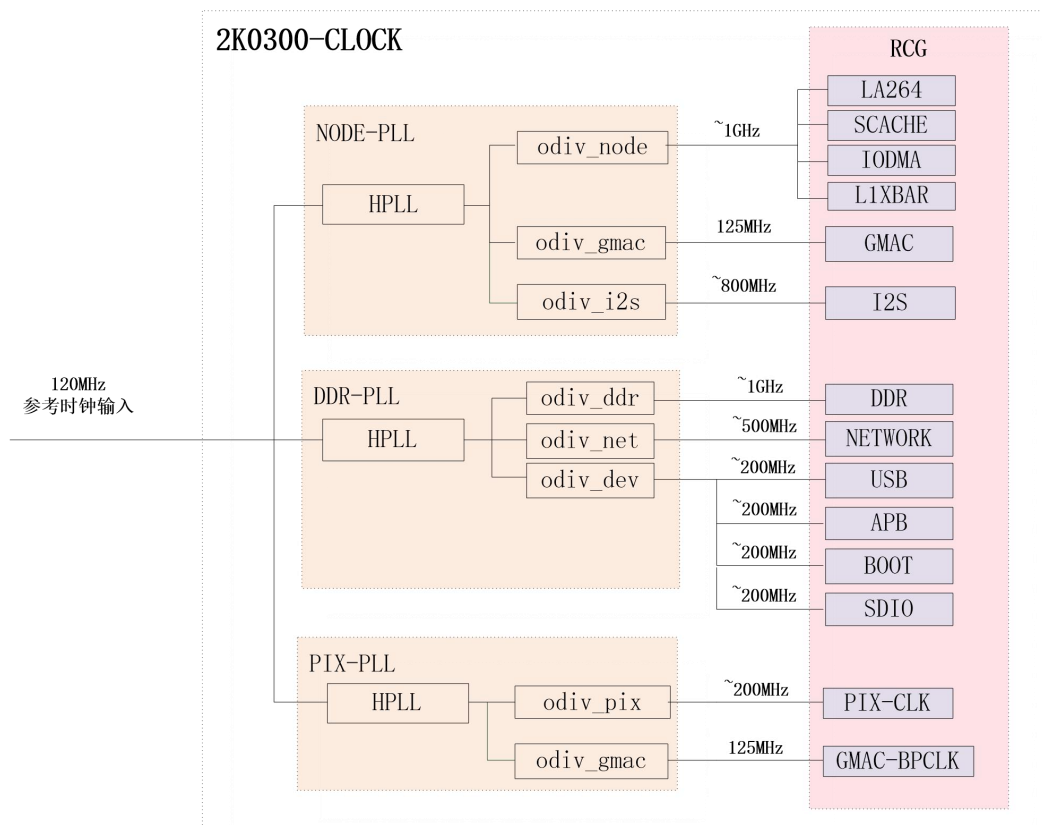 2K0300-CLOCK
RCG
NODE-PLL
HPLL
odiv_node
~1GHz
LA264
SCACHE
IODMA
L1XBAR
odiv_gmac
125MHz
GMAC
odiv_i2s
~800MHz
I2S
120MHz
参考时钟输入
DDR-PLL
HPLL
odiv_ddr
~1GHz
DDR
odiv_net
~500MHz
NETWORK
odiv_dev
~200MHz
USB
~200MHz
APB
~200MHz
BOOT
~200MHz
SDIO
PIX-PLL
HPLL
odiv_pix
~200MHz
PIX-CLK
odiv_gmac
125MHz
GMAC-BPCLK